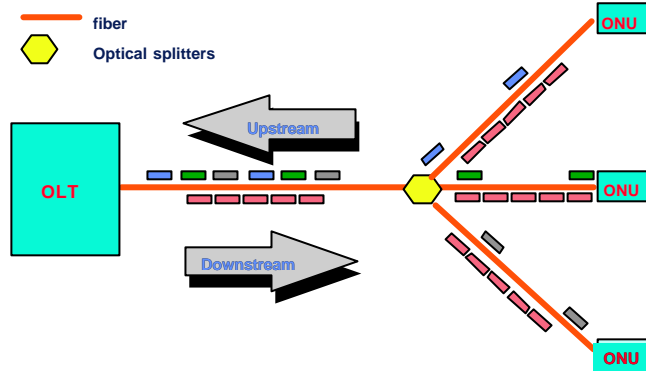 fiber
Optical splitters
ONU
Upstream
OLT
ONU
Downstream
ONU